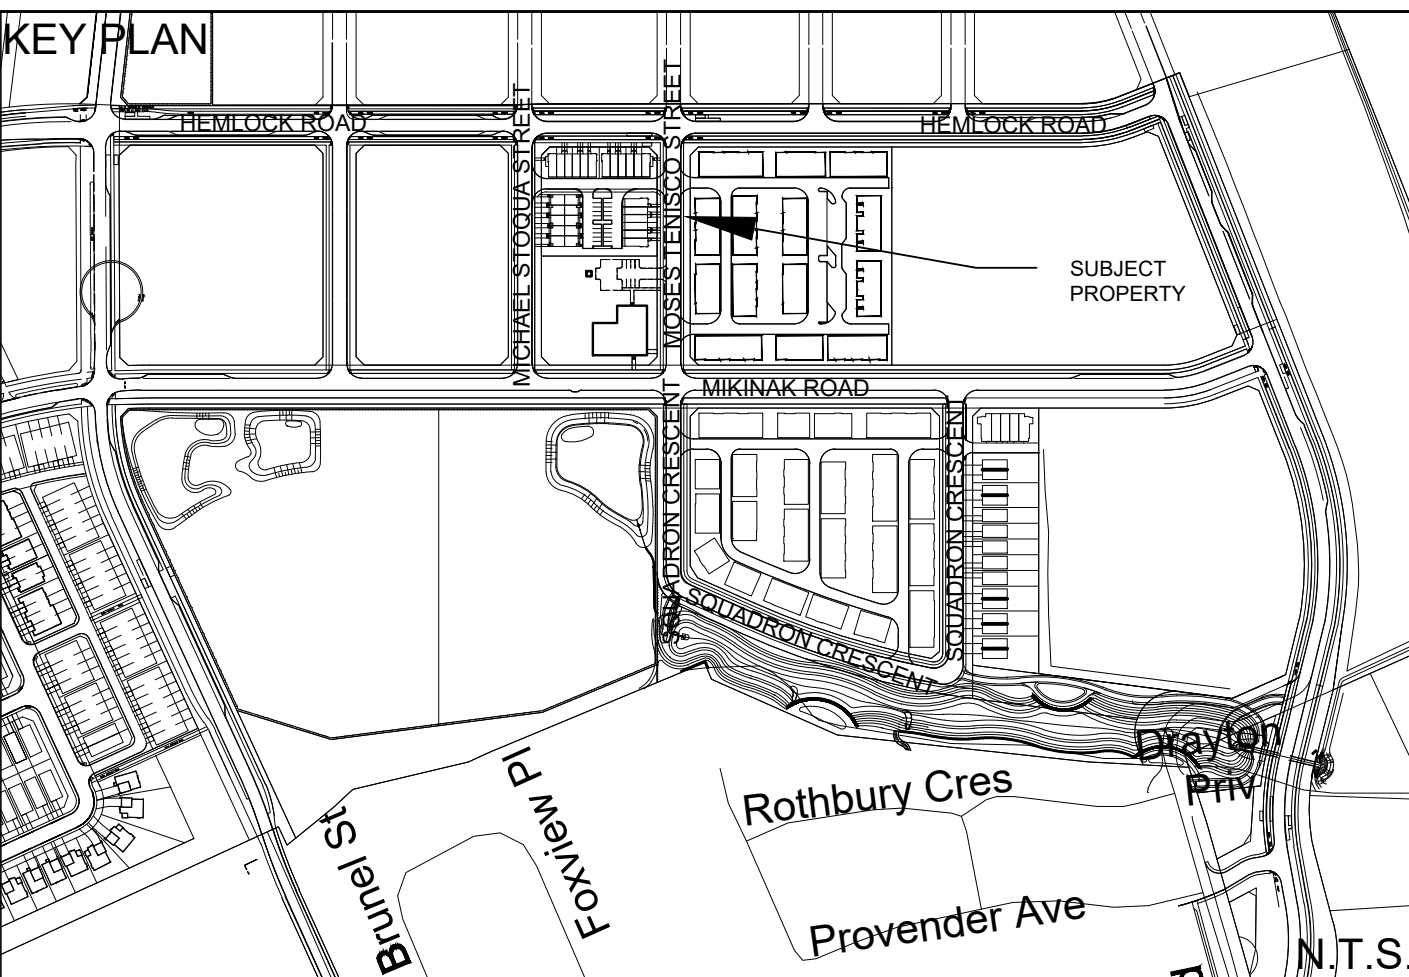 KEY PLAN
HEMLOCK ROAD
HEMLOCK ROAD
MICHAEL STOQUA STREET
MOSES TENISCO STREET
SUBJECT
PROPERTY
MIKINAK ROAD
SQUADRON CRESCENT
SQUADRON CRESCENT
SQUADRON CRESCENT
Drayton
Priv
Foxview Pl
Rothbury Cres
Brunel St
Provender Ave
N.T.S.